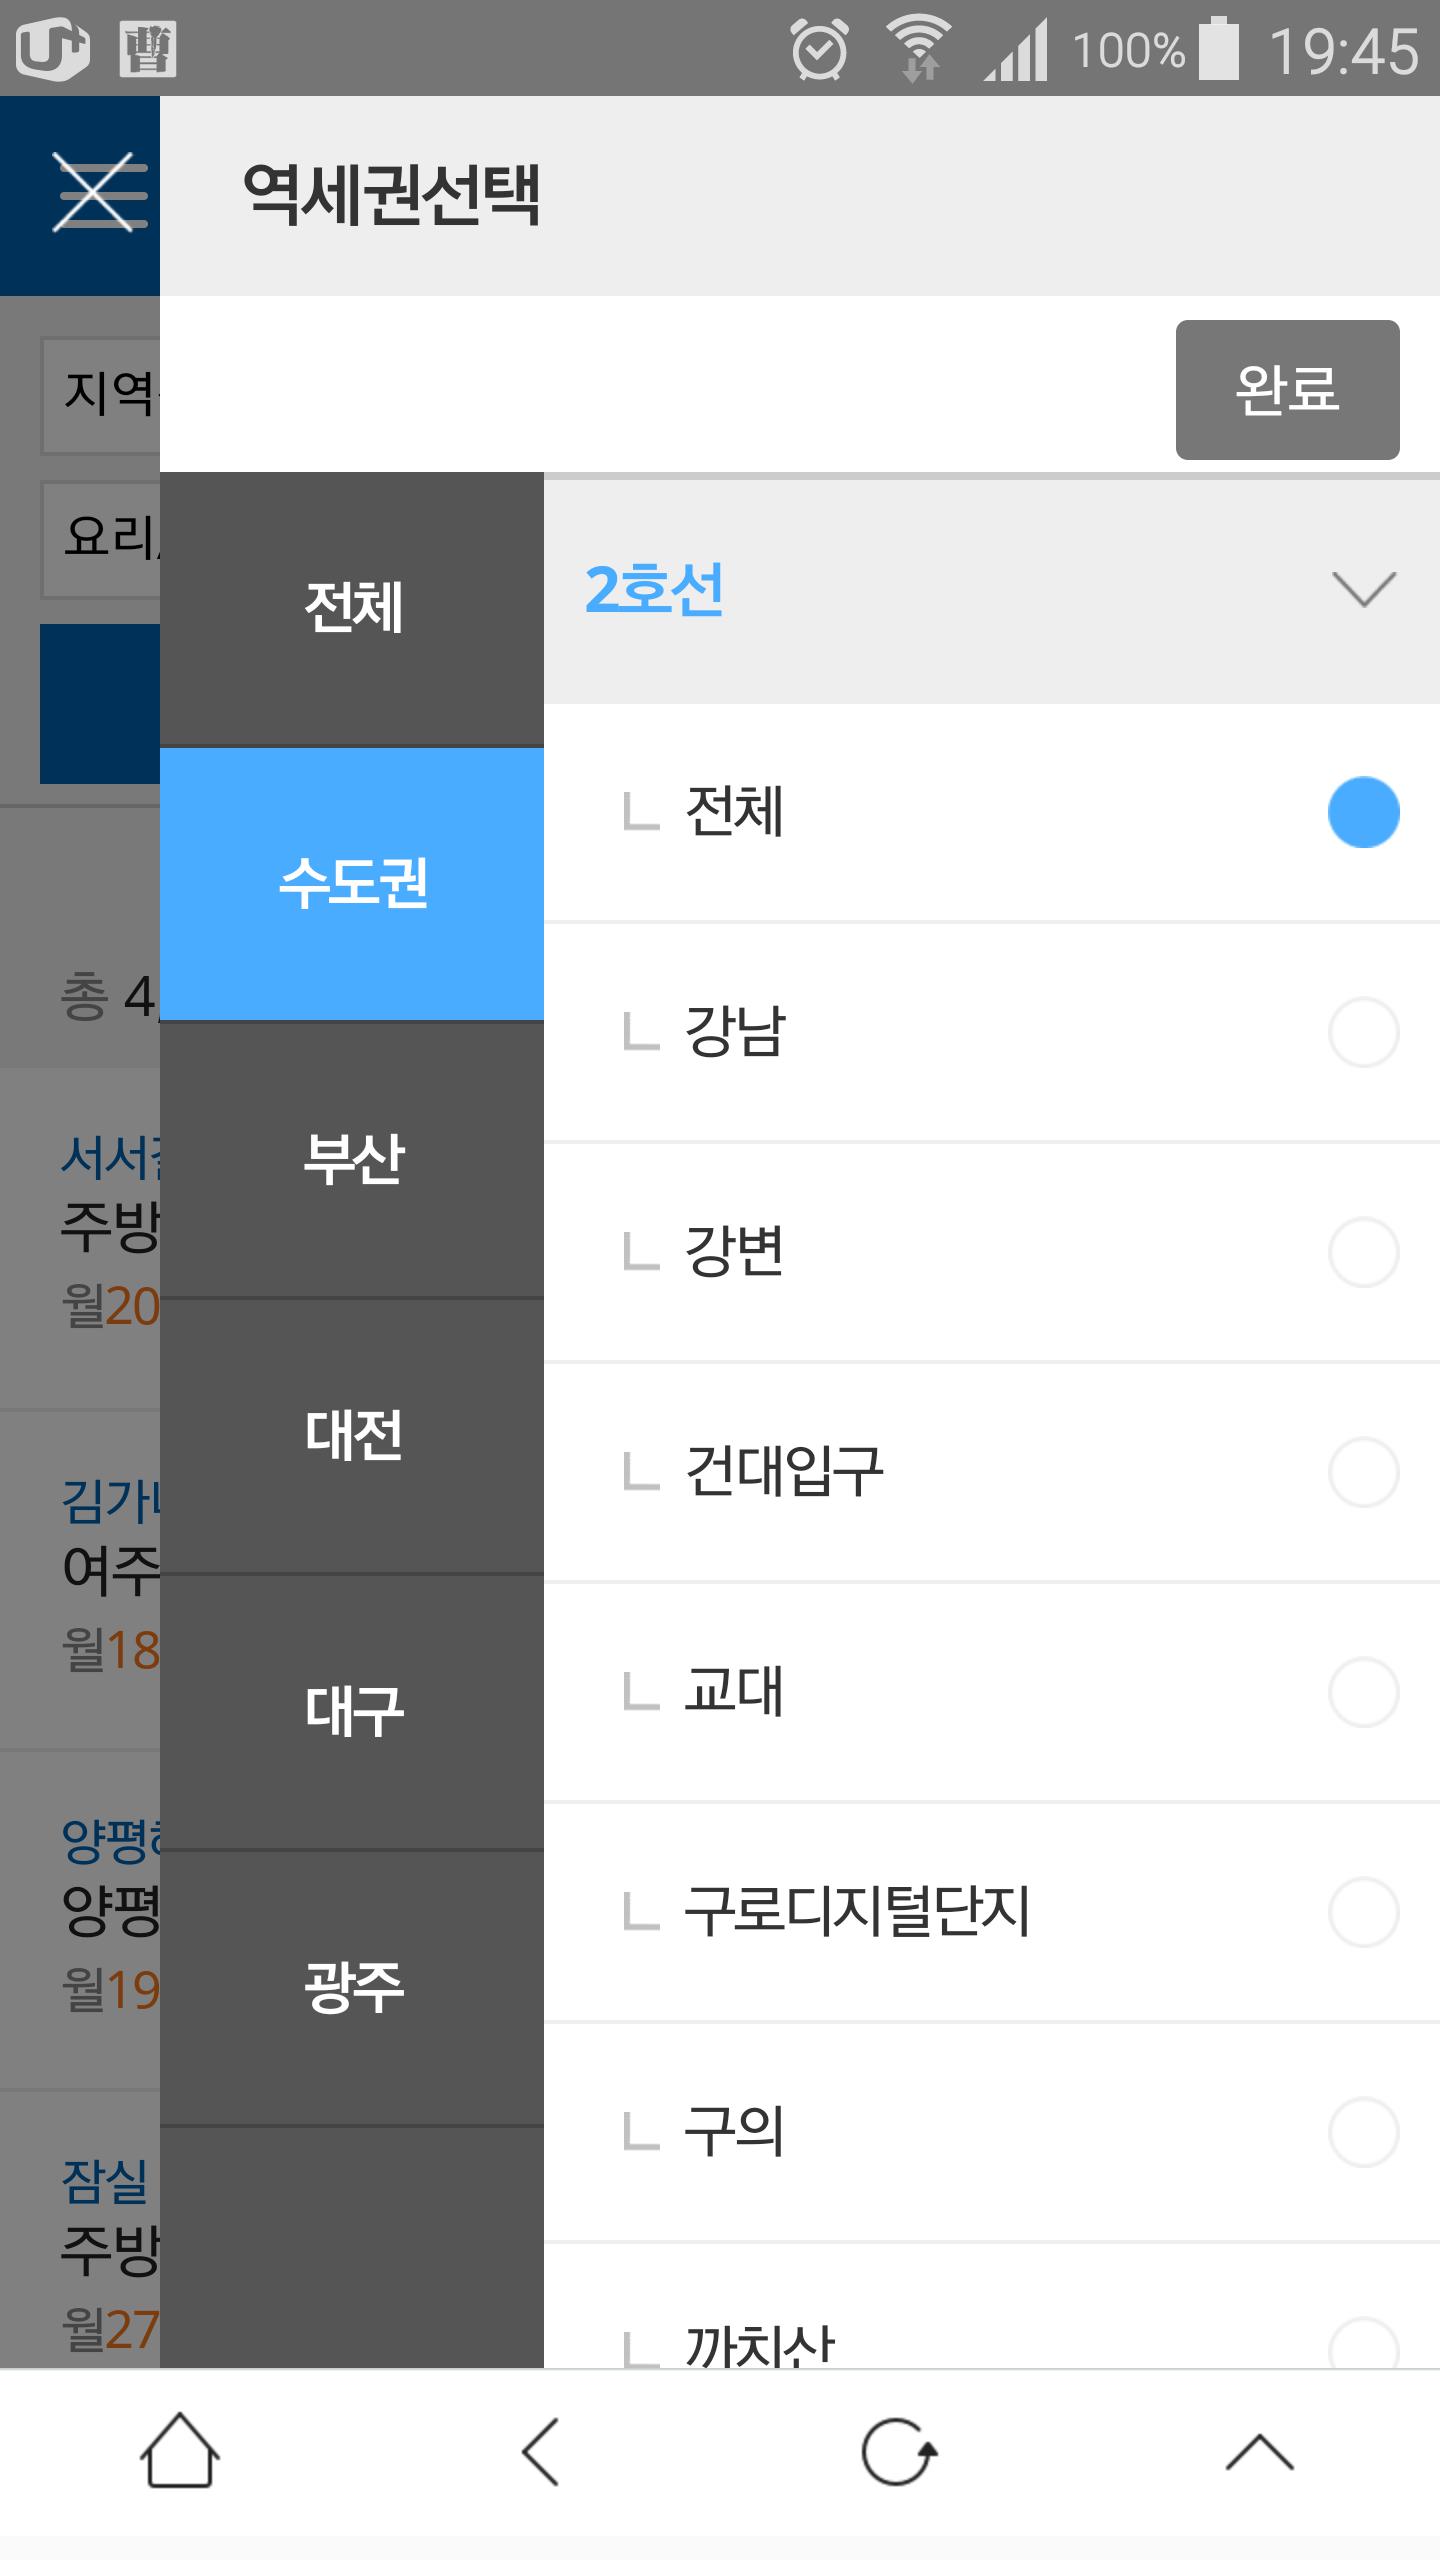 100% 19:45
역세권선택
완료
지역
요리
총 4,
서서
주방
월20
김가
여주
월18
양평
양평
월19
잠실
주방
월27
전체
수도권
부산
대전
대구
광주
2호선
전체
강남
강변
건대입구
교대
구로디지털단지
구의
까치산